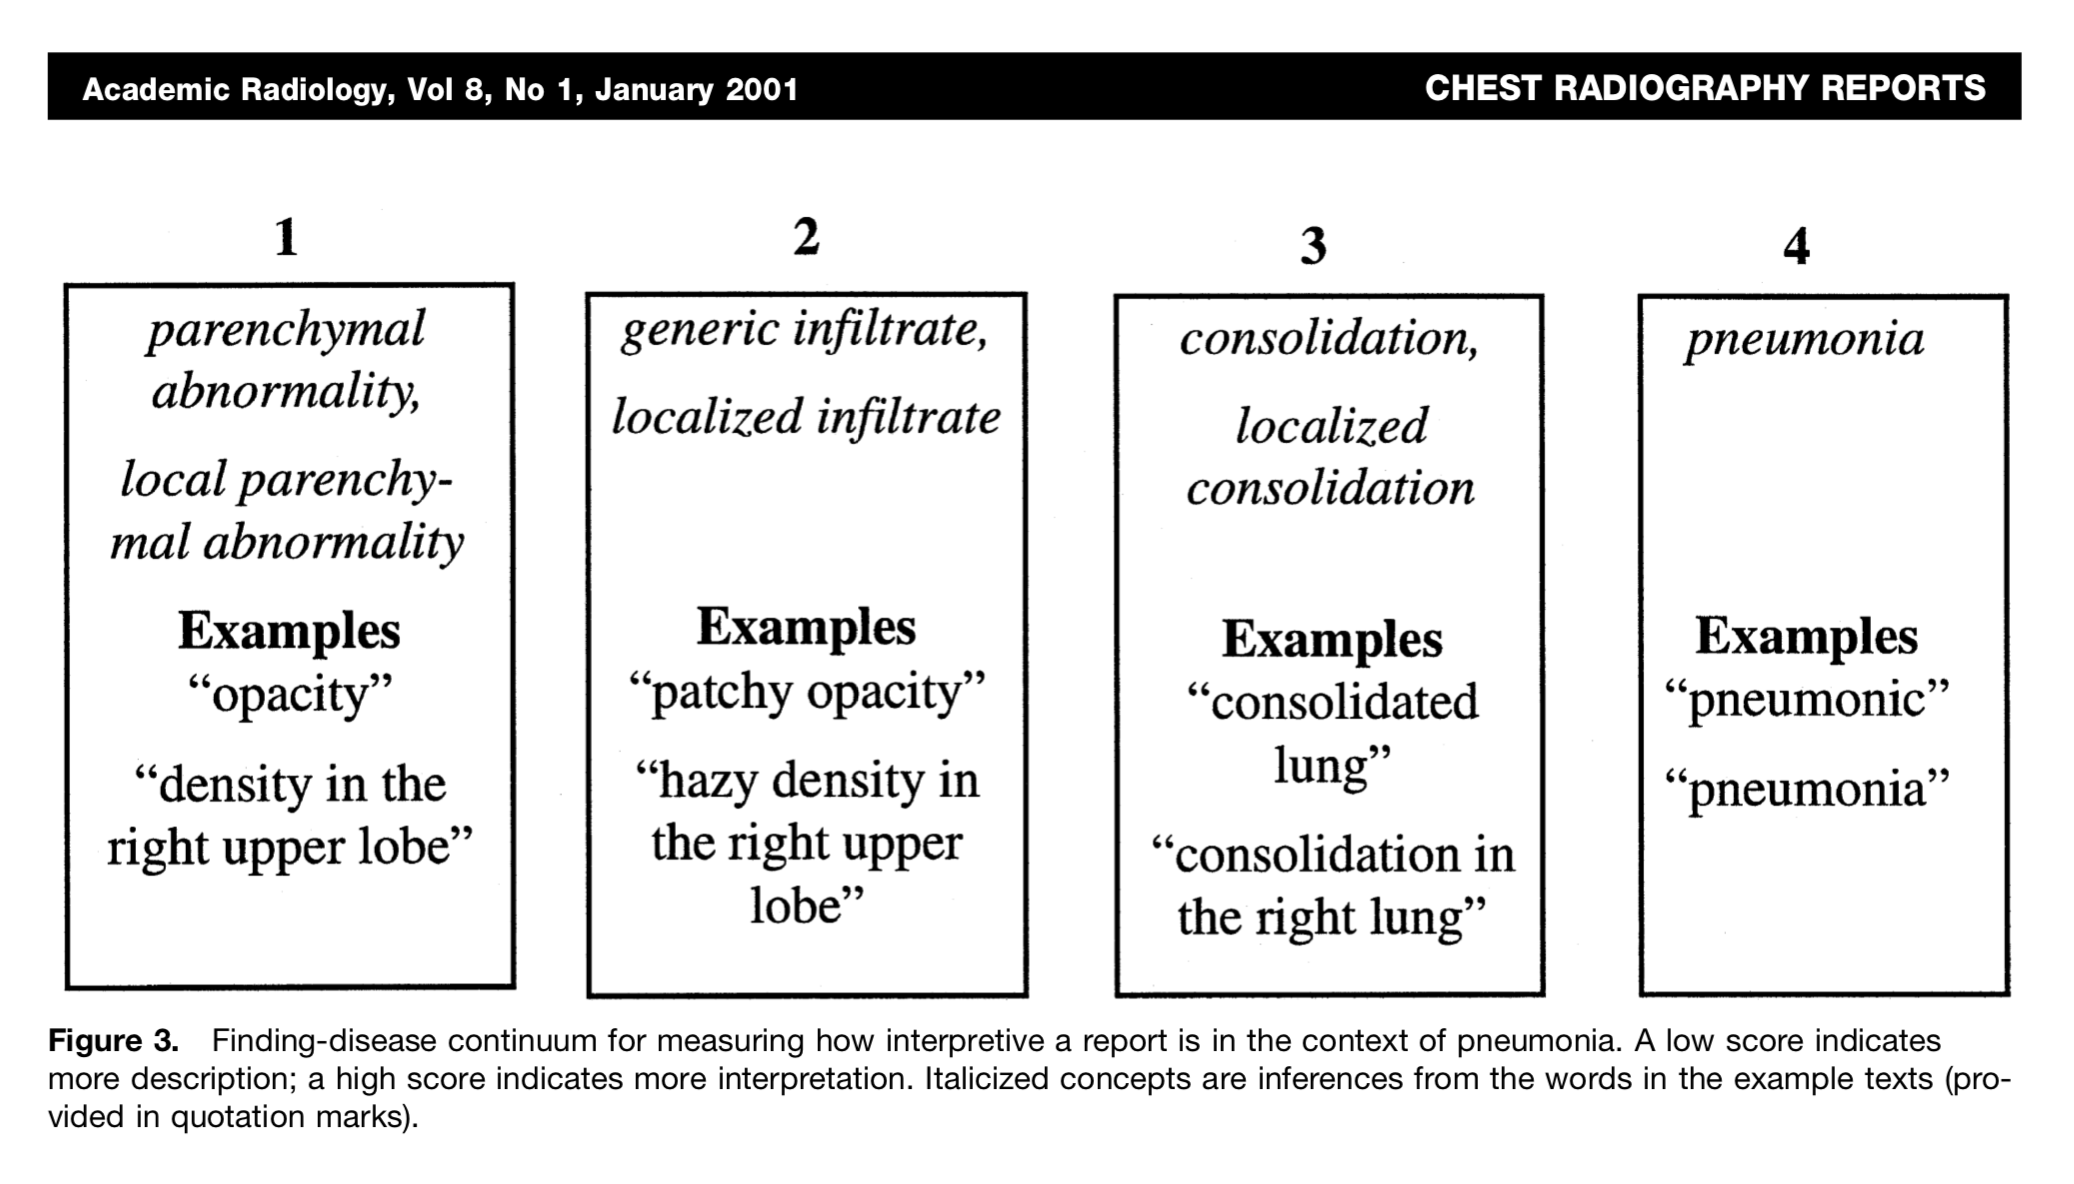 Academic Radiology, Vol 8, No 1, January 2001
CHEST RADIOGRAPHY REPORTS
1
parenchymal
abnormality,
local parenchy-
mal abnormality
Examples
“opacity”
“density in the
right upper lobe”
2
generic infiltrate,
localized infiltrate
Examples
“patchy opacity”
“hazy density in
the right upper
lobe”
3
consolidation,
localized
consolidation
Examples
“consolidated
lung”
“consolidation in
the right lung”
4
pneumonia
Examples
“pneumonic”
“pneumonia”
Figure 3. Finding-disease continuum for measuring how interpretive a report is in the context of pneumonia. A low score indicates
more description; a high score indicates more interpretation. Italicized concepts are inferences from the words in the example texts (pro-
vided in quotation marks).